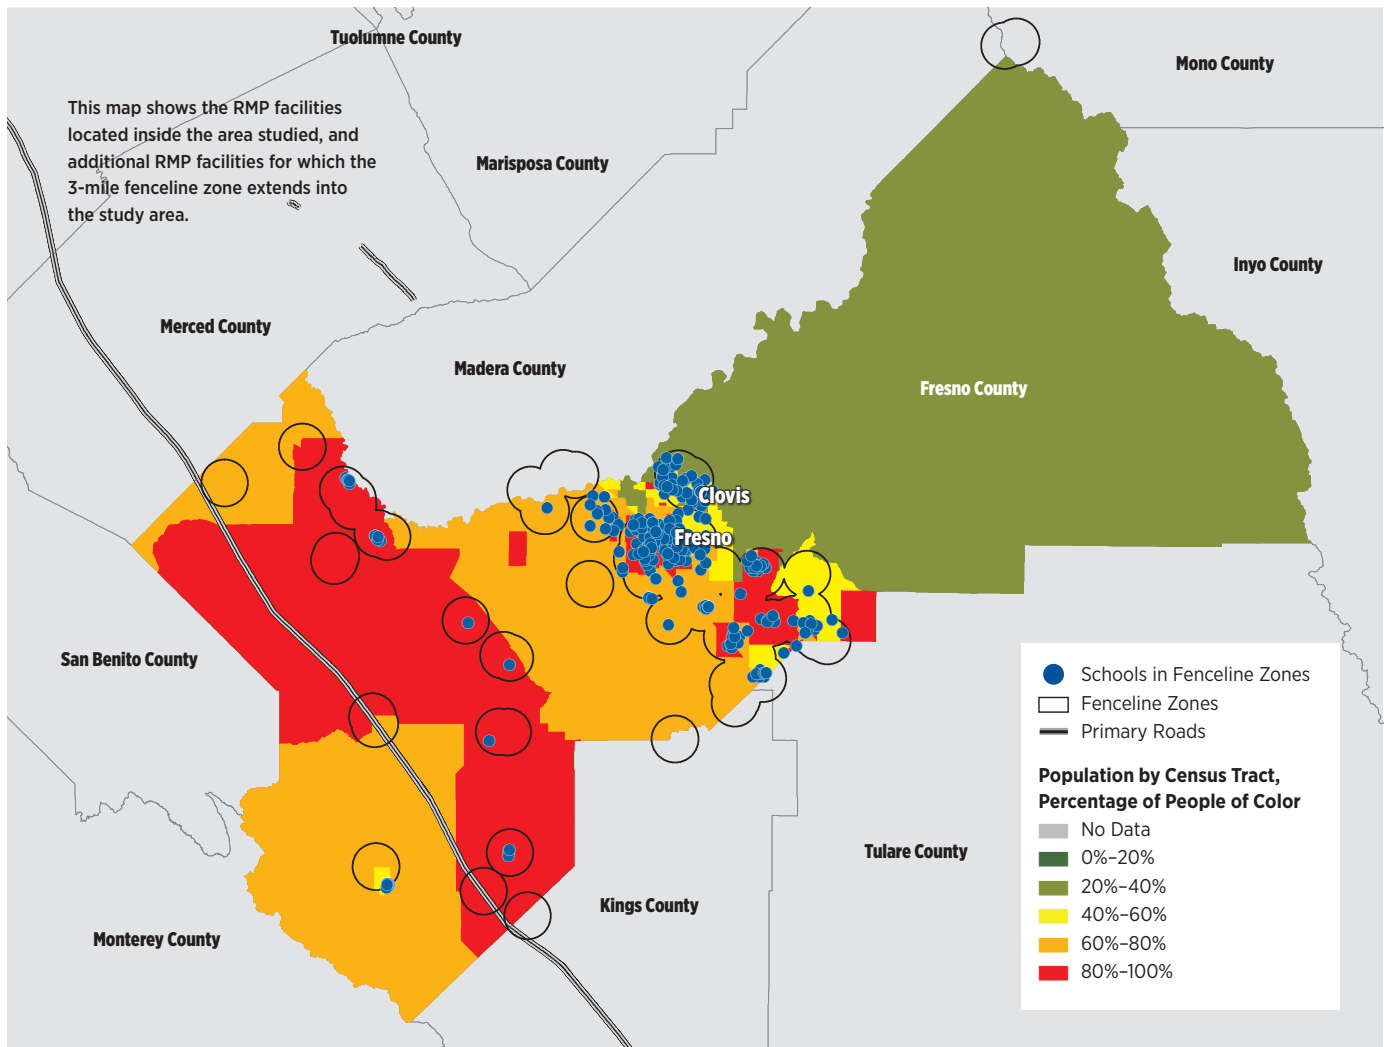 Tuolumne County
Mono County
This map shows the RMP facilities
located inside the area studied, and
additional RMP facilities for which the
3-mile fenceline zone extends into
the study area.
Marisposa County
Inyo County
Merced County
Madera County
Fresno County
Clovis
Fresno
San Benito County
Schools in Fenceline Zones
Fenceline Zones
Primary Roads
Population by Census Tract,
Percentage of People of Color
No Data
0%–20%
20%–40%
40%–60%
60%–80%
80%–100%
Tulare County
Kings County
Monterey County